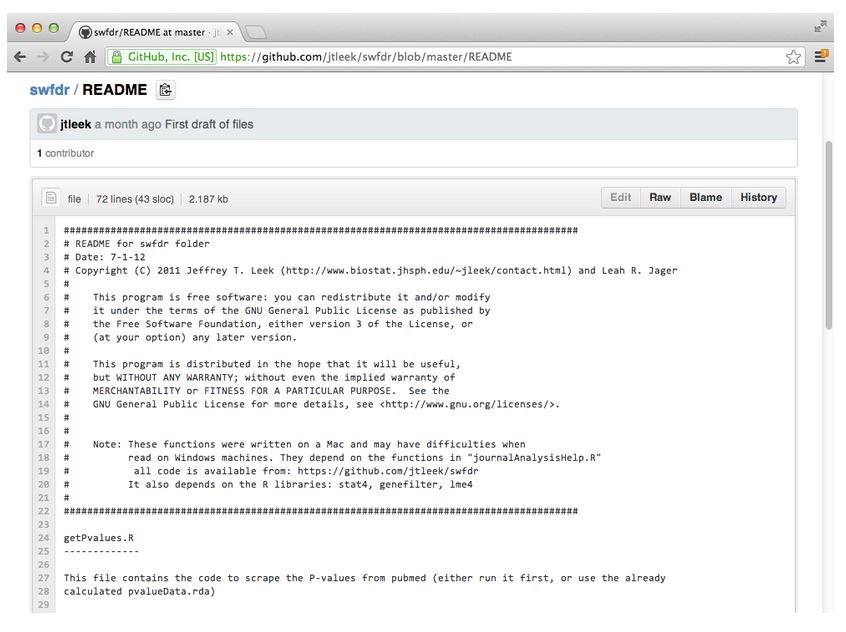 swfdr/README at master · jt
GitHub, Inc. [US] https://github.com/jtleek/swfdr/blob/master/README
swfdr / README
jtleek a month ago First draft of files
1 contributor
file 72 lines (43 sloc) 2.187 kb Edit Raw Blame History
1 ########################################################################################
2 # README for swfdr folder
3 # Date: 7-1-12
4 # Copyright (C) 2011 Jeffrey T. Leek (http://www.biostat.jhsph.edu/~jleek/contact.html) and Leah R. Jager
5 #
6 #    This program is free software: you can redistribute it and/or modify
7 #    it under the terms of the GNU General Public License as published by
8 #    the Free Software Foundation, either version 3 of the License, or
9 #    (at your option) any later version.
10 #
11 #    This program is distributed in the hope that it will be useful,
12 #    but WITHOUT ANY WARRANTY; without even the implied warranty of
13 #    MERCHANTABILITY or FITNESS FOR A PARTICULAR PURPOSE.  See the
14 #    GNU General Public License for more details, see <http://www.gnu.org/licenses/>.
15 #
16 #
17 #    Note: These functions were written on a Mac and may have difficulties when
18 #          read on Windows machines. They depend on the functions in "journalAnalysisHelp.R"
19 #           all code is available from: https://github.com/jtleek/swfdr
20 #          It also depends on the R libraries: stat4, genefilter, lme4
21 #
22 ########################################################################################
23
24 getPvalues.R
25 -------------
26
27 This file contains the code to scrape the P-values from pubmed (either run it first, or use the already
28 calculated pvalueData.rda)
29